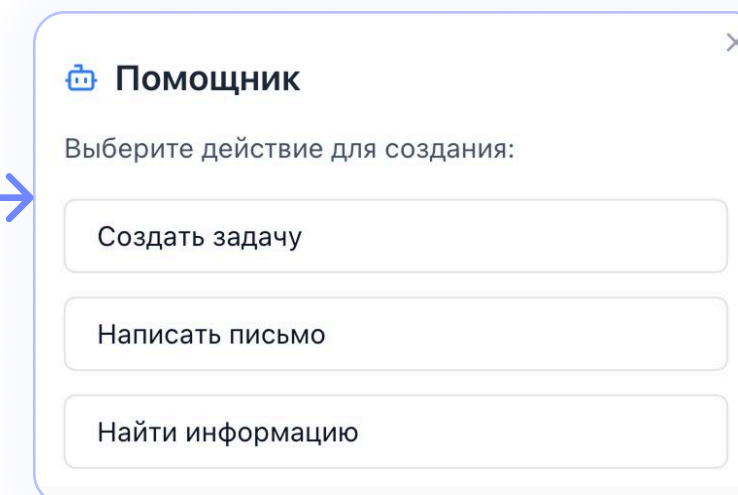 Помощник
Выберите действие для создания:
Создать задачу
Написать письмо
Найти информацию